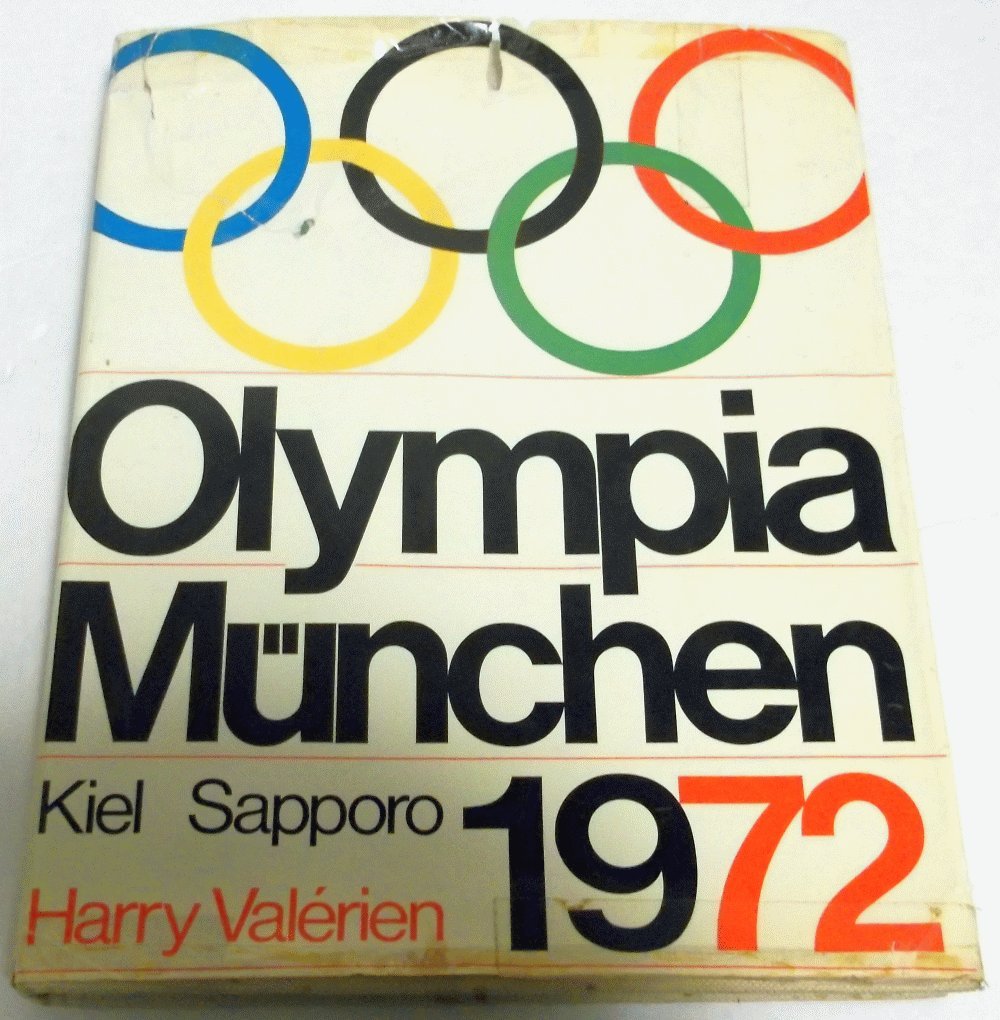 Olympia
München
Kiel Sapporo 1972
Harry Valérien